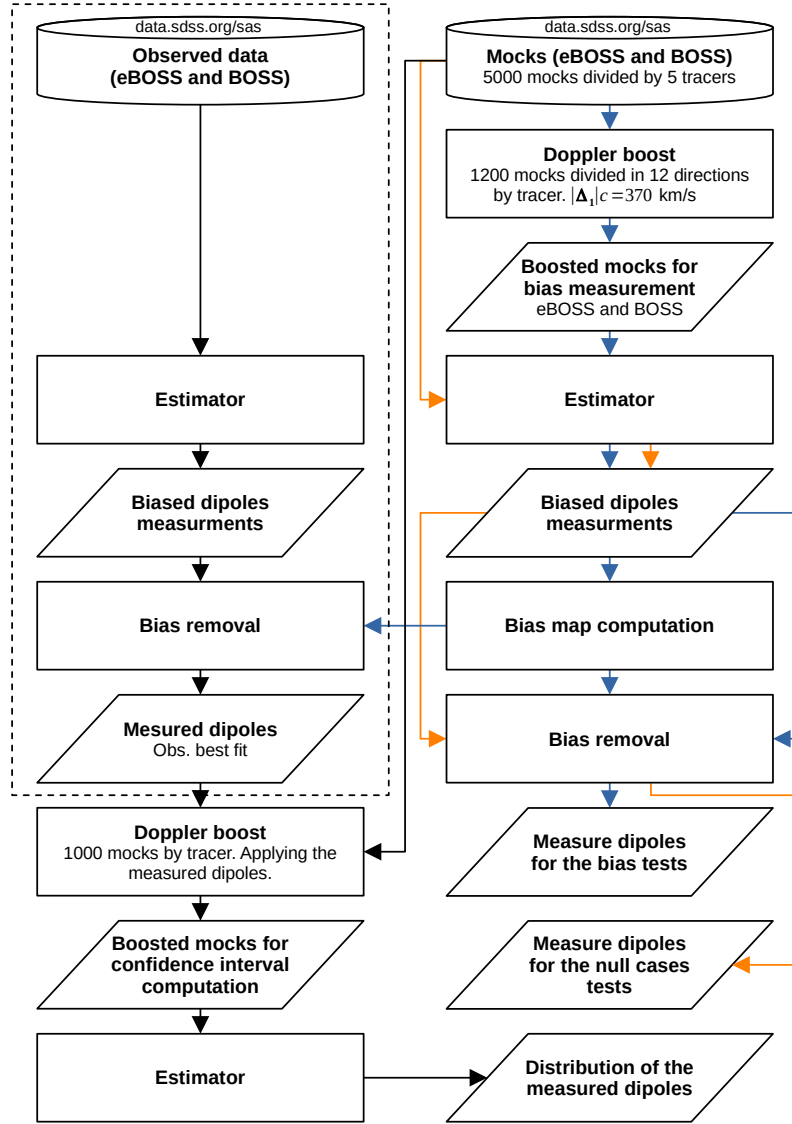 data.sdss.org/sas
Observed data
(eBOSS and BOSS)
Estimator
Biased dipoles
measurments
Bias removal
Mesured dipoles
Obs. best fit
Doppler boost
1000 mocks by tracer. Applying the
measured dipoles.
Boosted mocks for
confidence interval
computation
Estimator
data.sdss.org/sas
Mocks (eBOSS and BOSS)
5000 mocks divided by 5 tracers
Doppler boost
1200 mocks divided in 12 directions
by tracer. |Δ₁|c=370 km/s
Boosted mocks for
bias measurement
eBOSS and BOSS
Estimator
Biased dipoles
measurments
Bias map computation
Bias removal
Measure dipoles
for the bias tests
Measure dipoles
for the null cases
tests
Distribution of the
measured dipoles